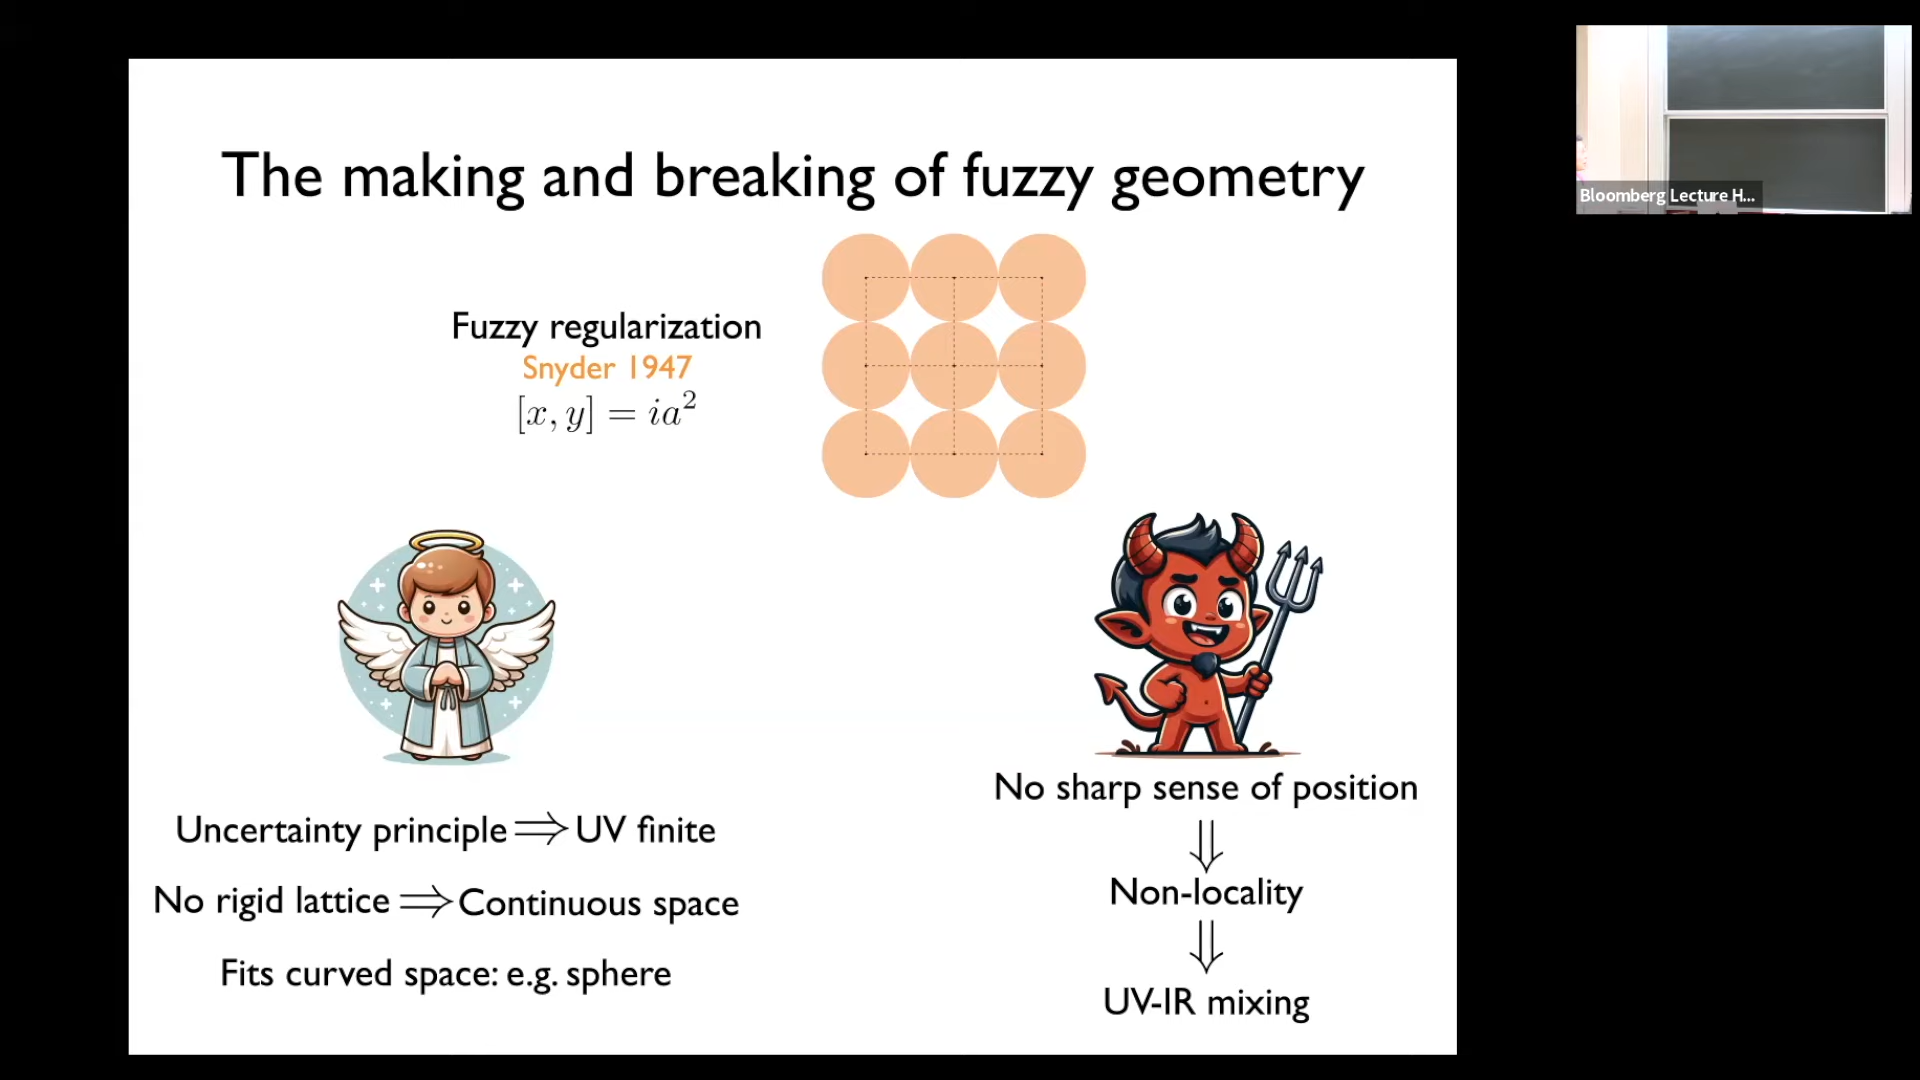 The making and breaking of fuzzy geometry
Fuzzy regularization
Snyder 1947
[x, y] = ia²
Uncertainty principle ⟹ UV finite
No rigid lattice ⟹ Continuous space
Fits curved space: e.g. sphere
No sharp sense of position
⇓
Non-locality
⇓
UV-IR mixing
Bloomberg Lecture H...